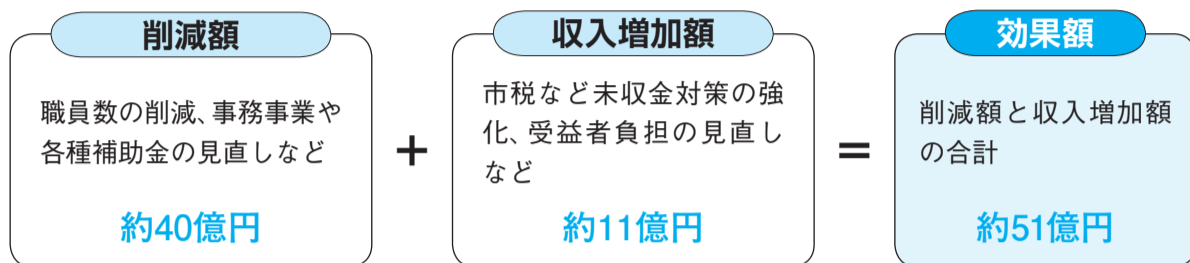 削減額
職員数の削減、事務事業や
各種補助金の見直しなど
約40億円
+
収入増加額
市税など未収金対策の強
化、受益者負担の見直し
など
約11億円
=
効果額
削減額と収入増加額
の合計
約51億円